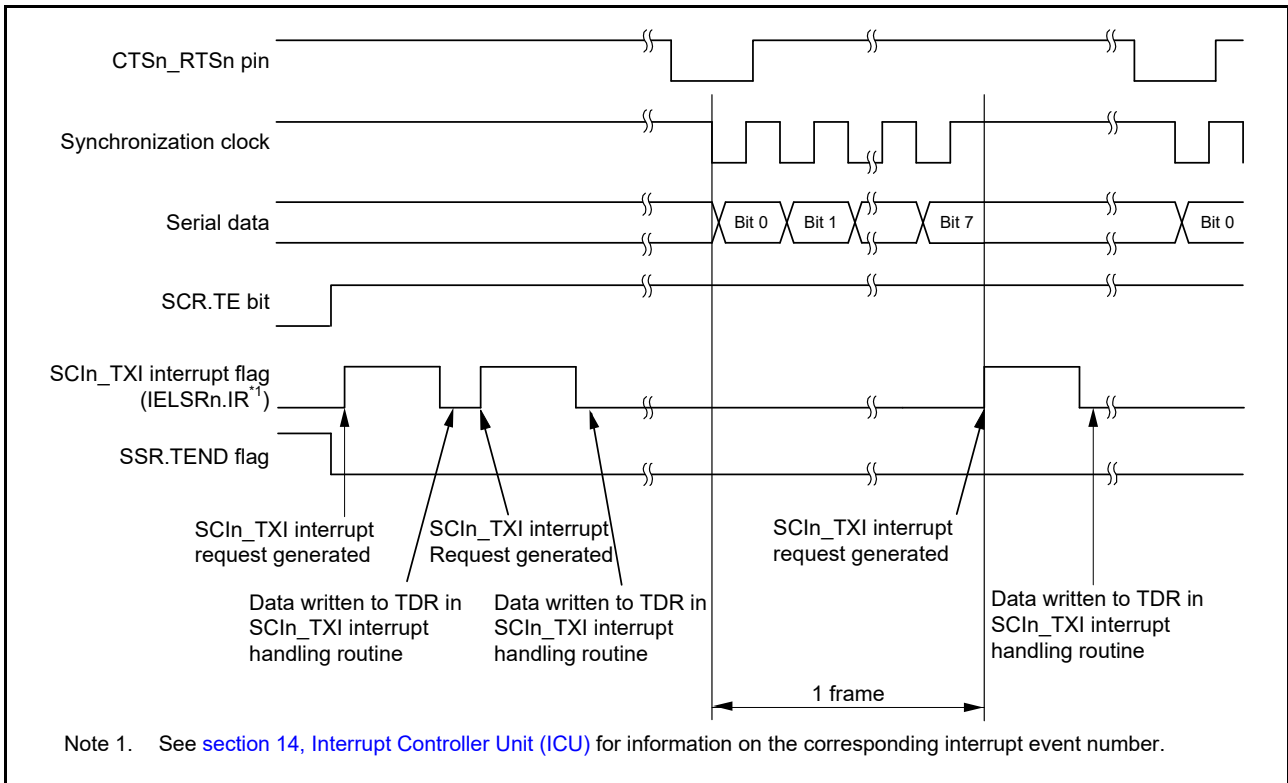 CTSn_RTSn pin
Synchronization clock
Serial data
Bit 0
Bit 1
Bit 7
Bit 0
SCR.TE bit
SCIn_TXI interrupt flag
(IELSRn.IR*1)
SSR.TEND flag
SCIn_TXI interrupt
request generated
SCIn_TXI interrupt
Request generated
SCIn_TXI interrupt
request generated
Data written to TDR in
SCIn_TXI interrupt
handling routine
Data written to TDR in
SCIn_TXI interrupt
handling routine
Data written to TDR in
SCIn_TXI interrupt
handling routine
1 frame
Note 1. See section 14, Interrupt Controller Unit (ICU) for information on the corresponding interrupt event number.